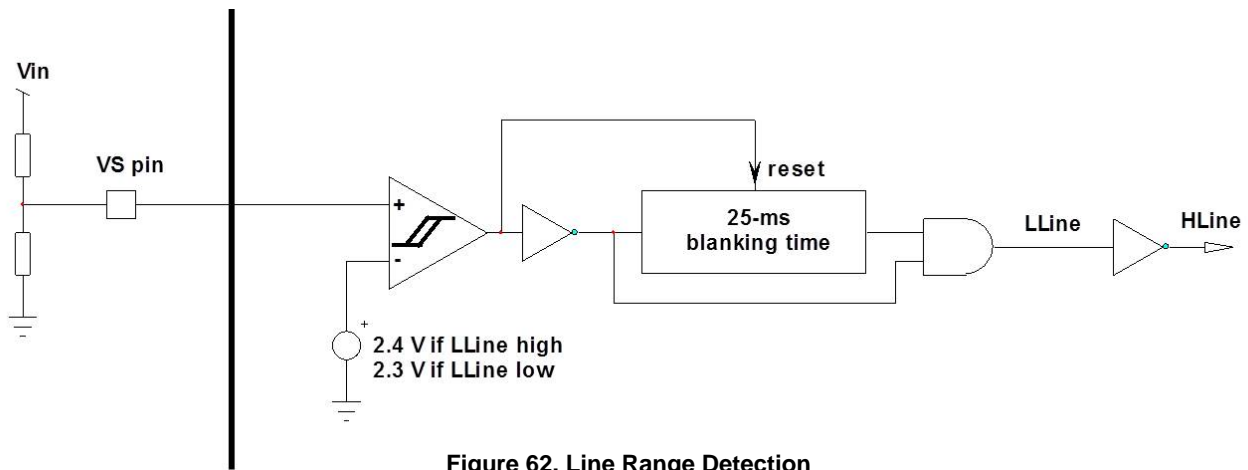 Vin
VS pin
+
-
+
2.4 V if LLine high
2.3 V if LLine low
reset
25-ms
blanking time
LLine
HLine
Figure 62. Line Range Detection